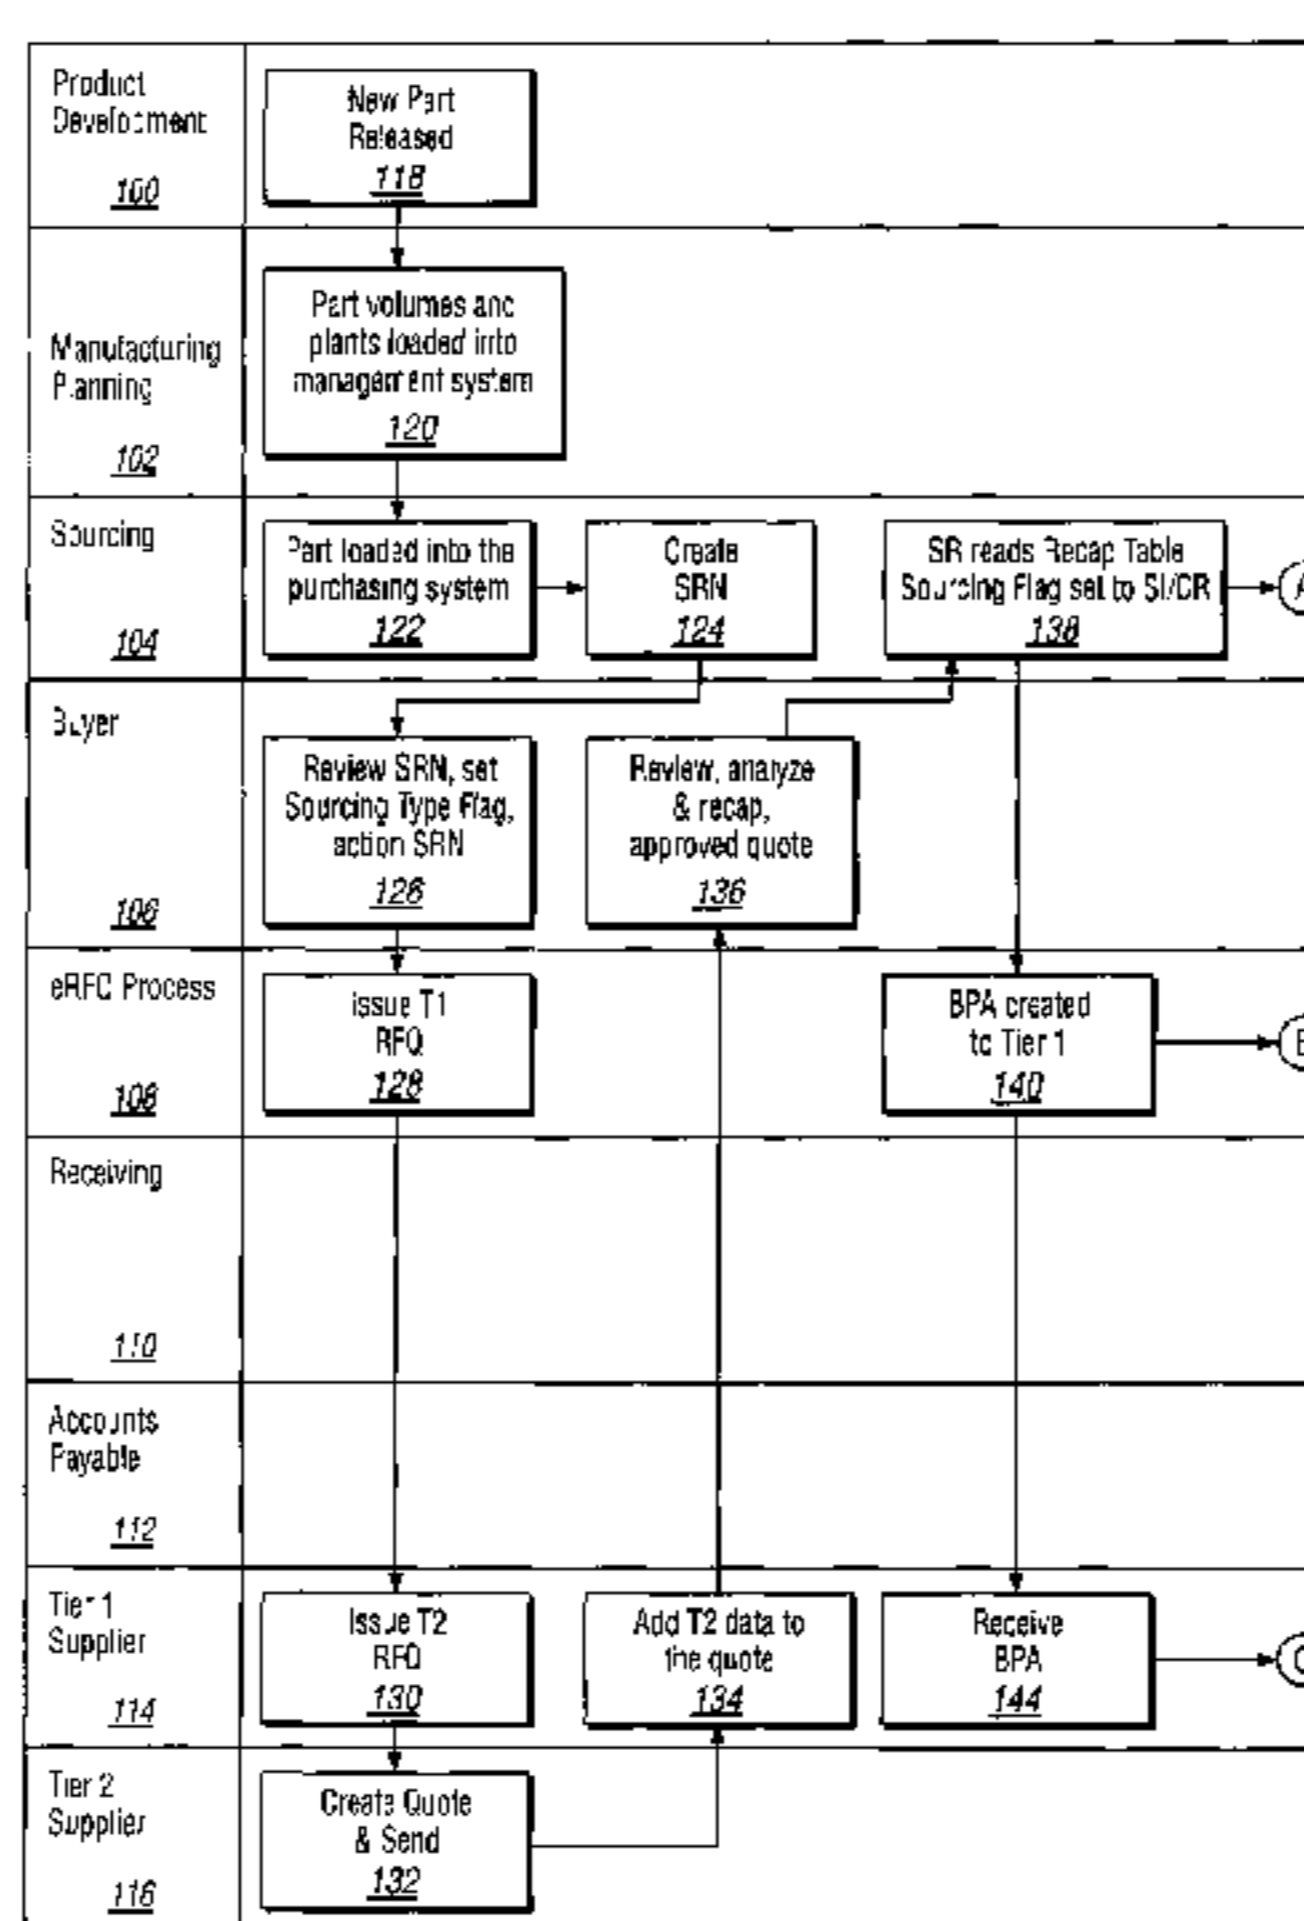 Product
Development
100
New Part
Released
118
Manufacturing
Planning
102
Part volumes and
plants loaded into
management system
120
Sourcing
104
Part loaded into the
purchasing system
122
Create
SRN
124
SR reads Recap Table
Sourcing Flag set to SI/CR
138
A
Buyer
106
Review SRN, set
Sourcing Type Flag,
action SRN
126
Review, analyze
& recap,
approved quote
136
eRFQ Process
108
issue T1
RFQ
128
BPA created
to Tier 1
140
Receiving
110
Accounts
Payable
112
Tier 1
Supplier
114
Issue T2
RFQ
130
Add T2 data to
the quote
134
Receive
BPA
144
Tier 2
Supplier
116
Create Quote
& Send
132